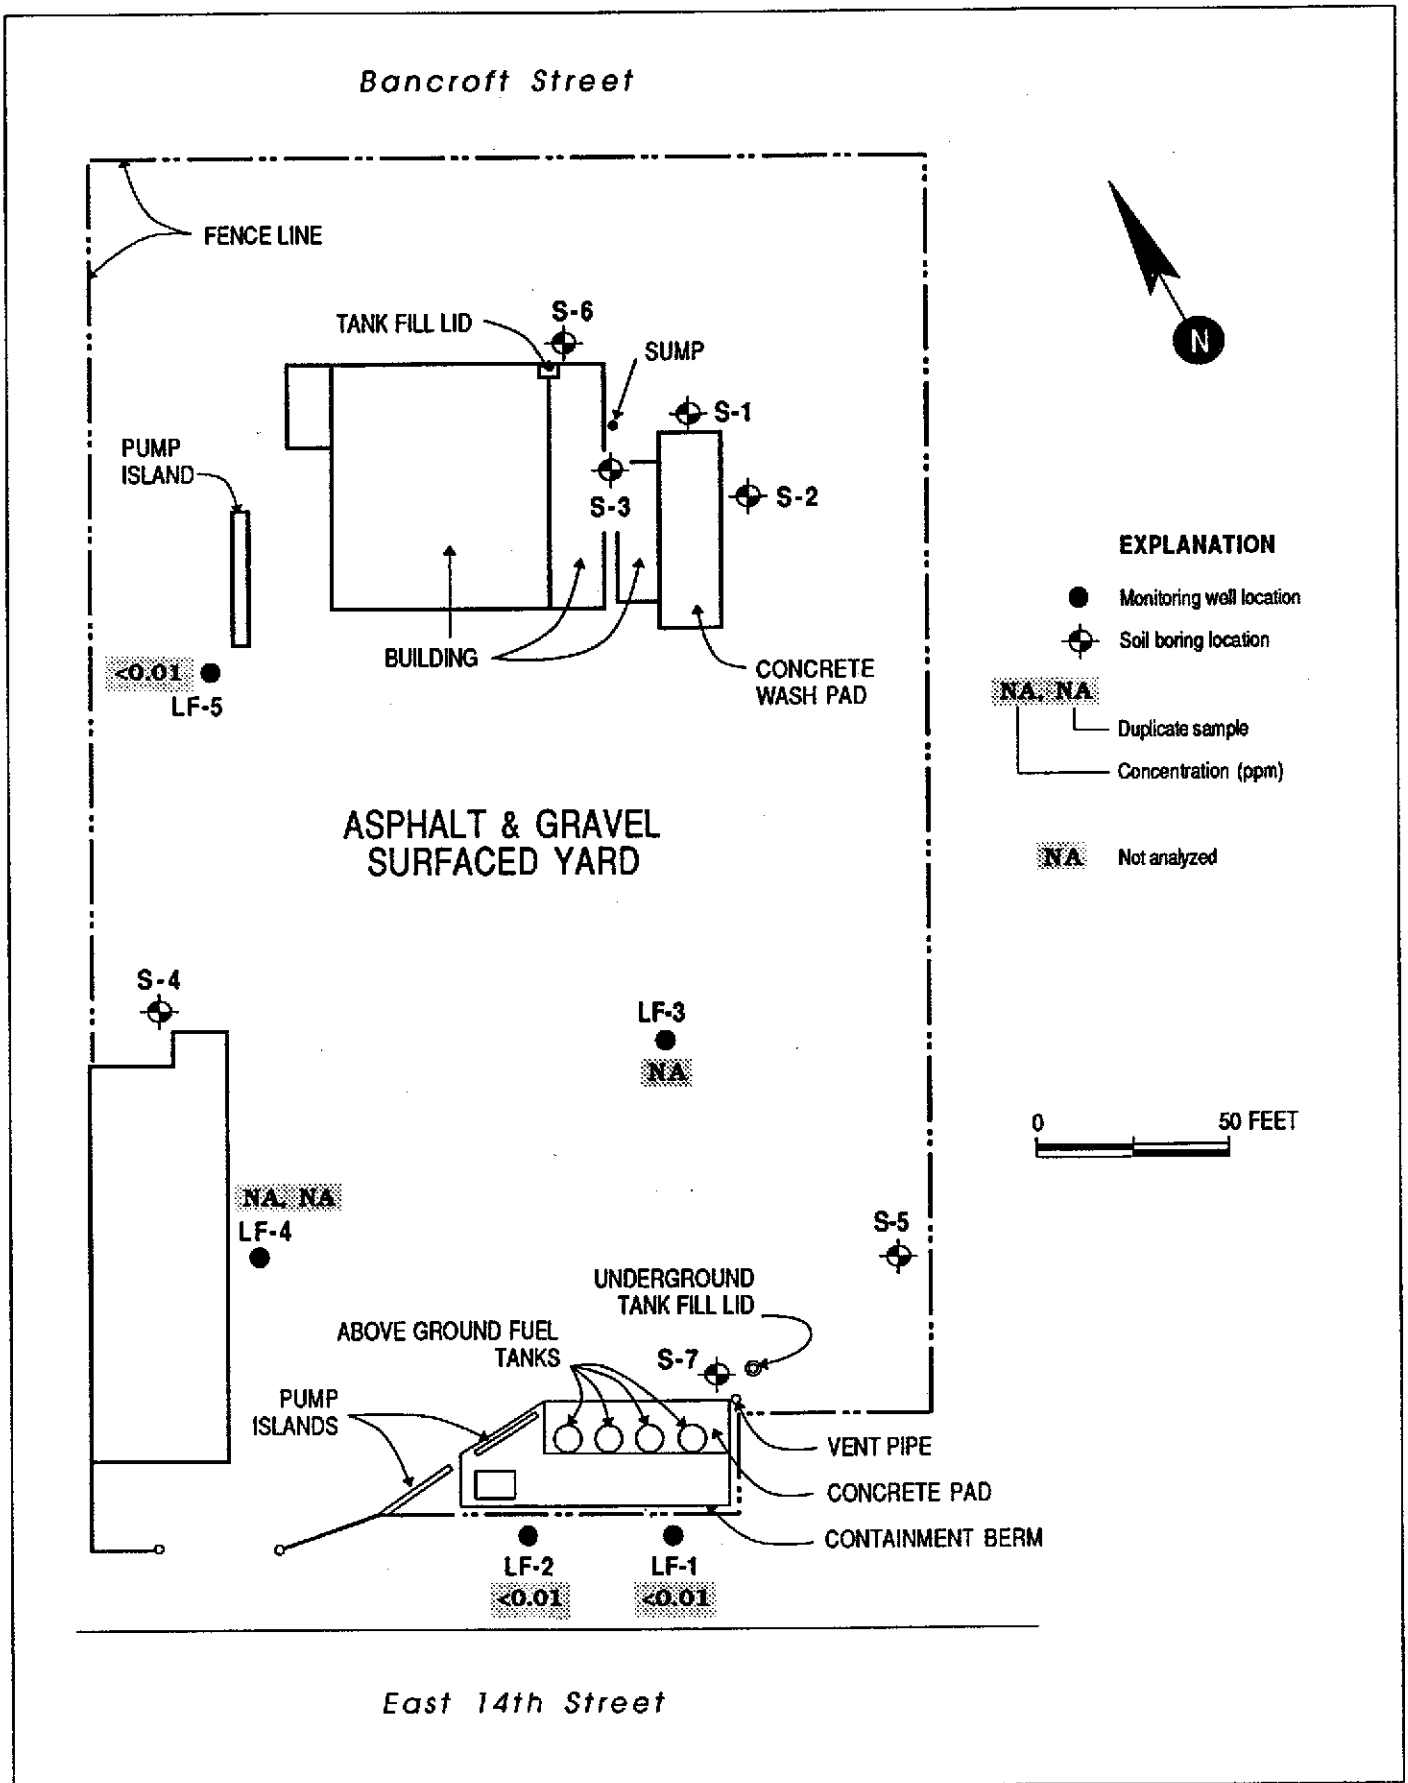 Bancroft Street
FENCE LINE
S-6
TANK FILL LID
SUMP
S-1
PUMP
ISLAND
S-2
S-3
N
EXPLANATION
Monitoring well location
Soil boring location
BUILDING
CONCRETE
WASH PAD
<0.01
LF-5
NA, NA
Duplicate sample
Concentration (ppm)
ASPHALT & GRAVEL
SURFACED YARD
NA Not analyzed
S-4
LF-3
NA
0 50 FEET
NA, NA
LF-4
S-5
UNDERGROUND
TANK FILL LID
ABOVE GROUND FUEL
TANKS
S-7
PUMP
ISLANDS
VENT PIPE
CONCRETE PAD
CONTAINMENT BERM
LF-2
<0.01
LF-1
<0.01
East 14th Street